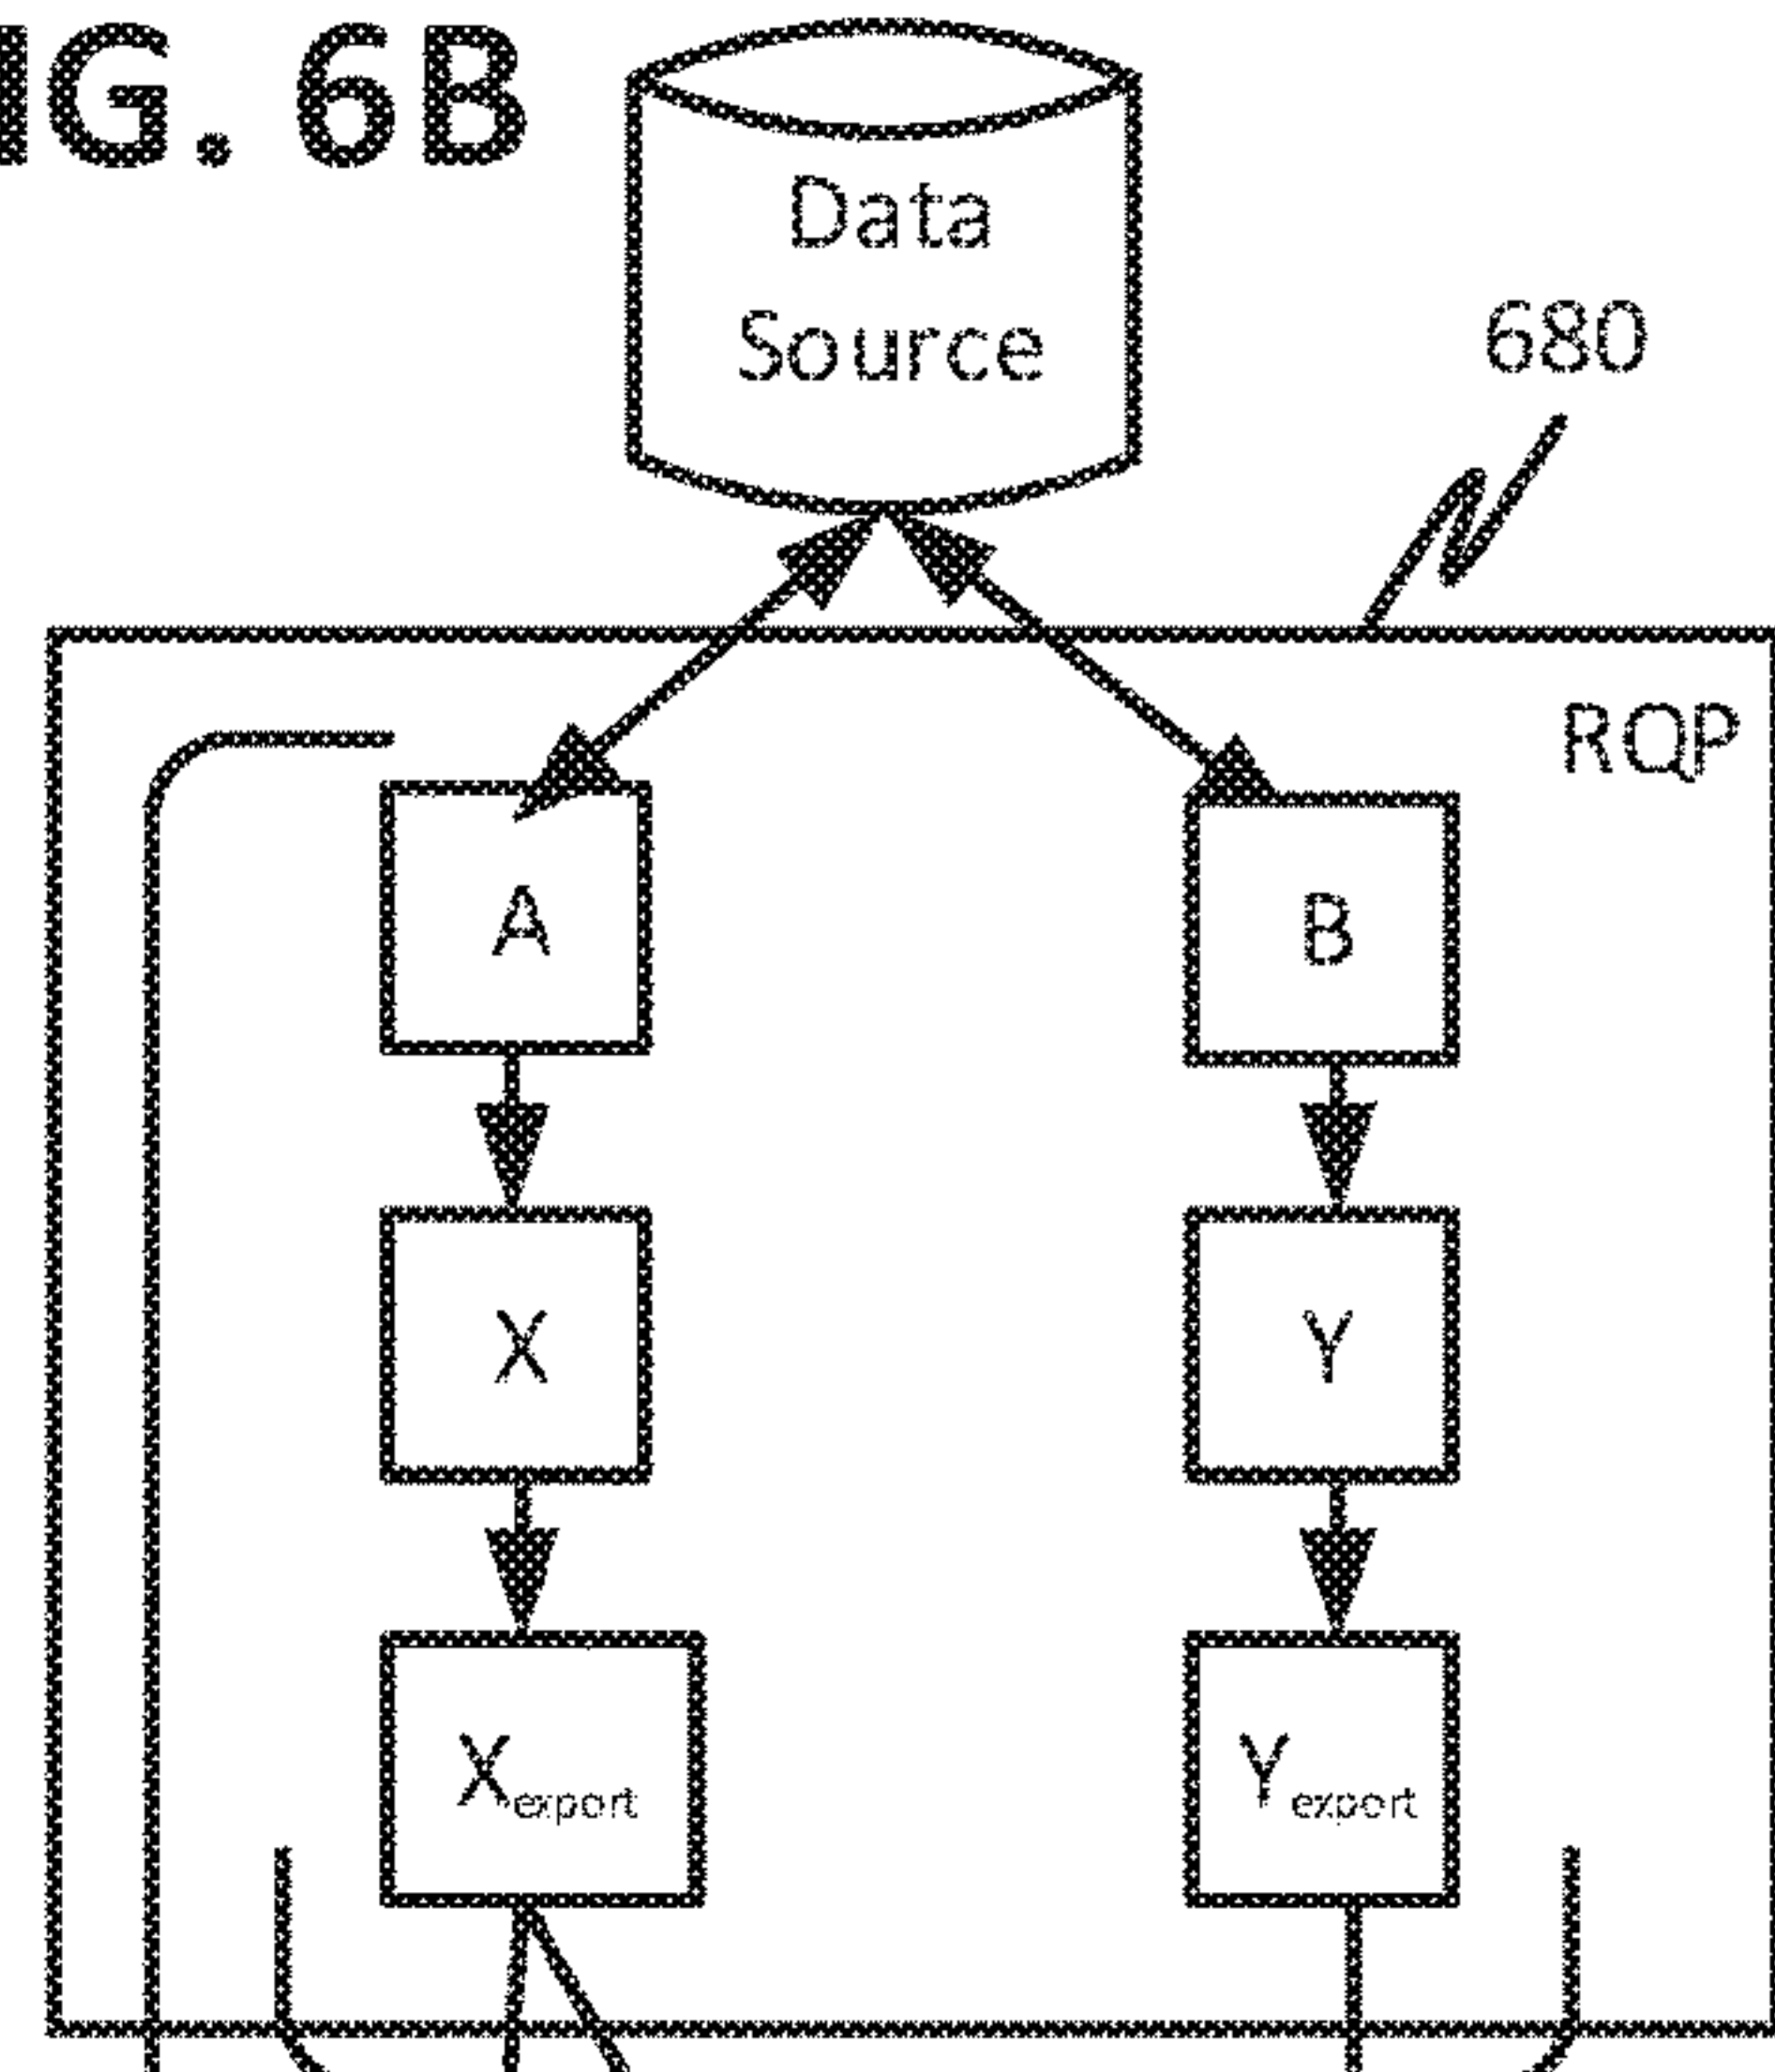 IG. 6B
Data
Source
680
RQP
A
B
X
Y
Xexport
Yexport